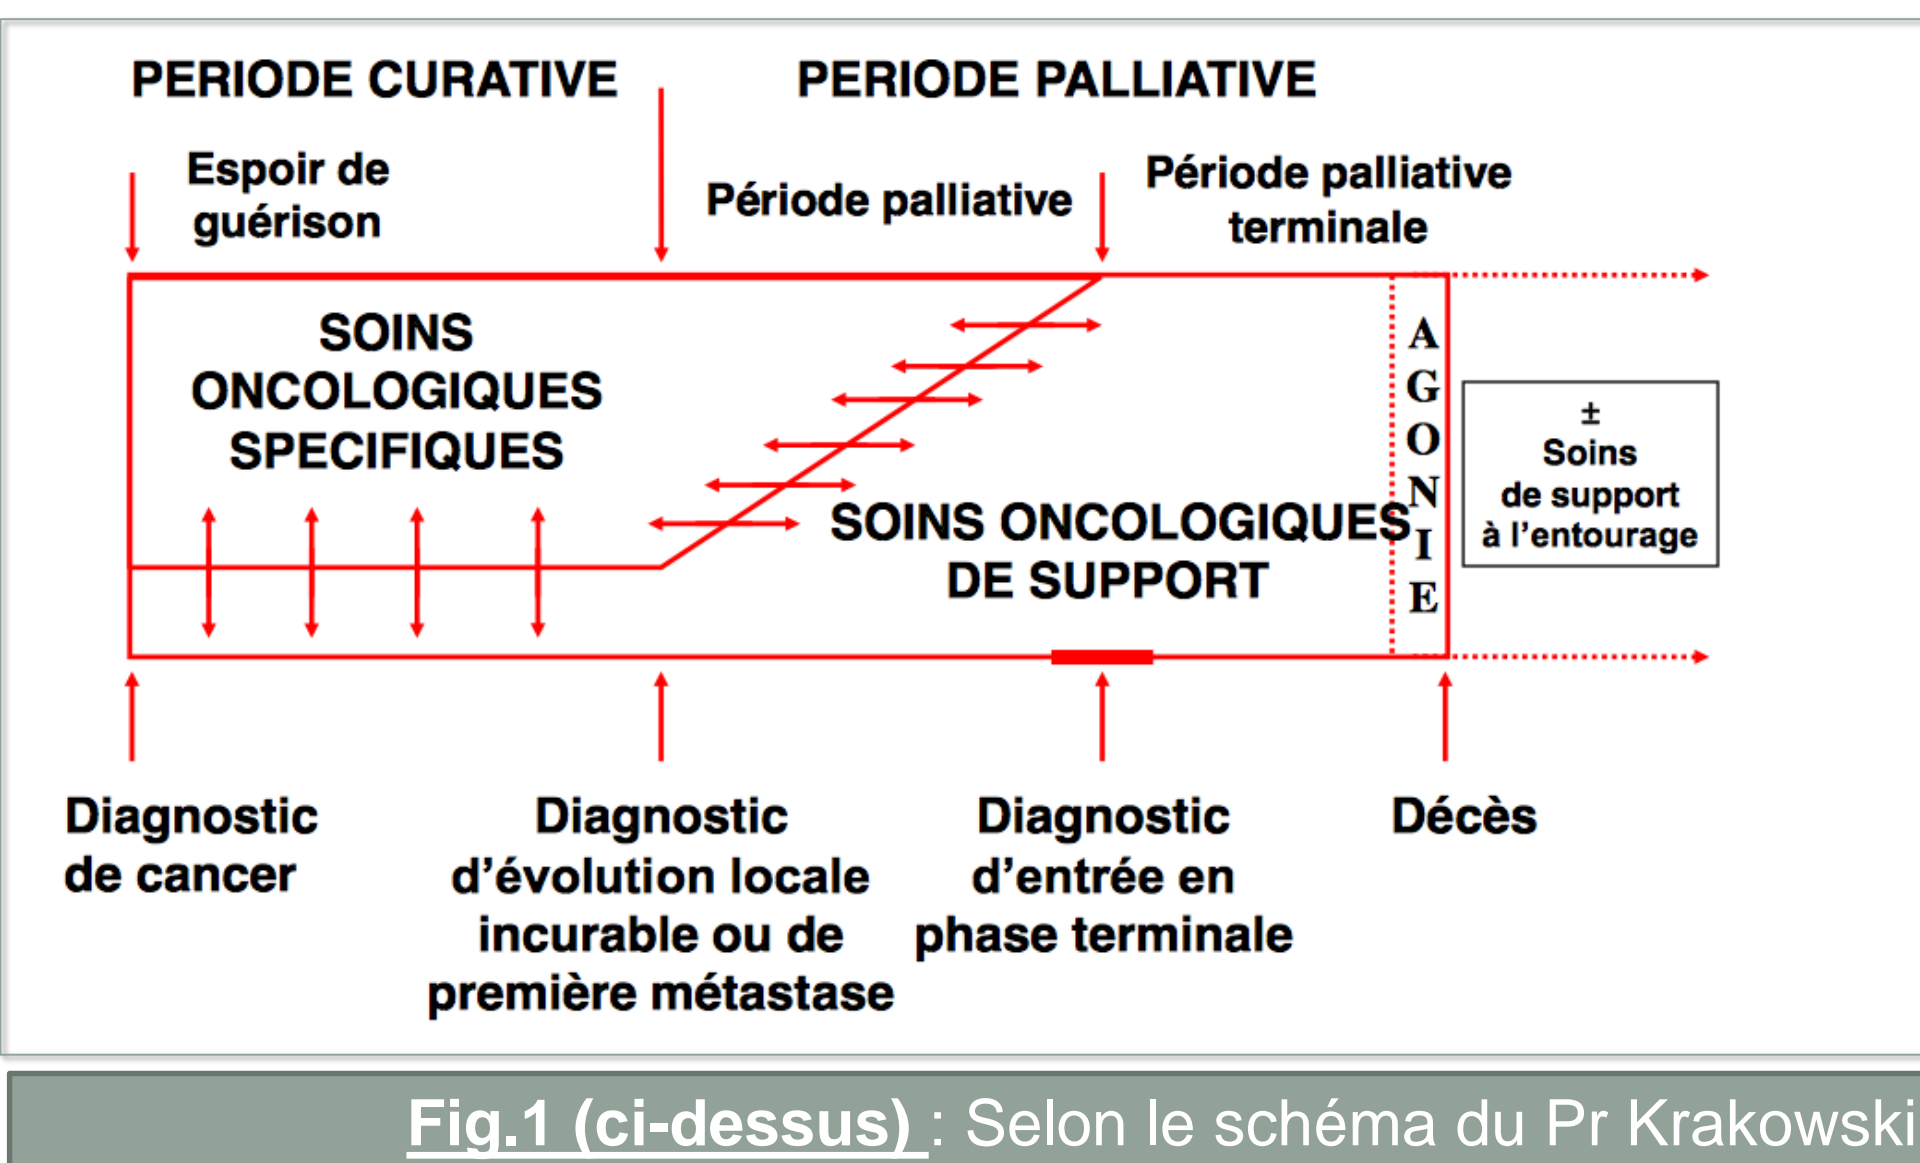 PERIODE CURATIVE
PERIODE PALLIATIVE
Espoir de
guérison
Période palliative
Période palliative
terminale
SOINS
ONCOLOGIQUES
SPECIFIQUES
SOINS ONCOLOGIQUES
DE SUPPORT
A
G
O
N
I
E
±
Soins
de support
à l’entourage
Diagnostic
de cancer
Diagnostic
d’évolution locale
incurable ou de
première métastase
Diagnostic
d’entrée en
phase terminale
Décès
Fig.1 (ci-dessus) : Selon le schéma du Pr Krakowski